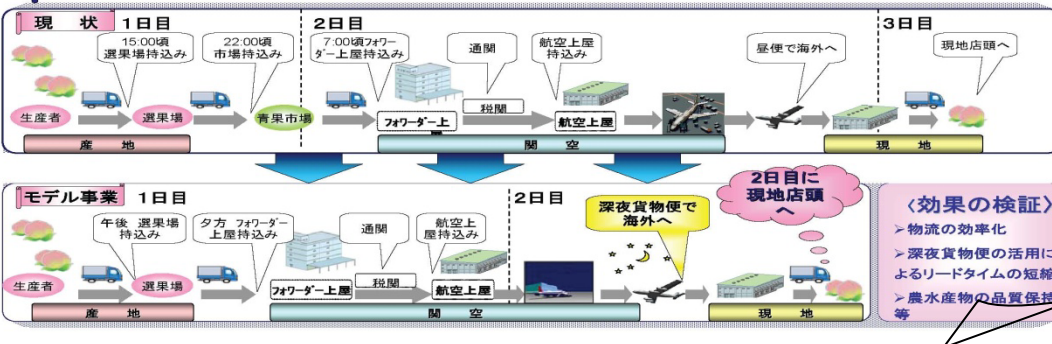 現 状
1日目
2日目
3日目
15:00頃
選果場持込み
22:00頃
市場持込み
7:00頃フォワー
ダー上屋持込み
通関
航空上屋
持込み
昼便で海外へ
現地店頭へ
生産者
選果場
青果市場
フォワーダー上
税関
航空上屋
産 地
関 空
現 地
モデル事業
1日目
2日目
午後 選果場
持込み
夕方 フォワーダー
上屋持込み
通関
航空上
屋持込み
深夜貨物便で
海外へ
2日目に
現地店頭
へ
生産者
選果場
フォワーダー上屋
税関
航空上屋
産 地
関 空
現 地
〈効果の検証〉
➢物流の効率化
➢深夜貨物便の活用に
よるリードタイムの短縮
➢農水産物の品質保持
等